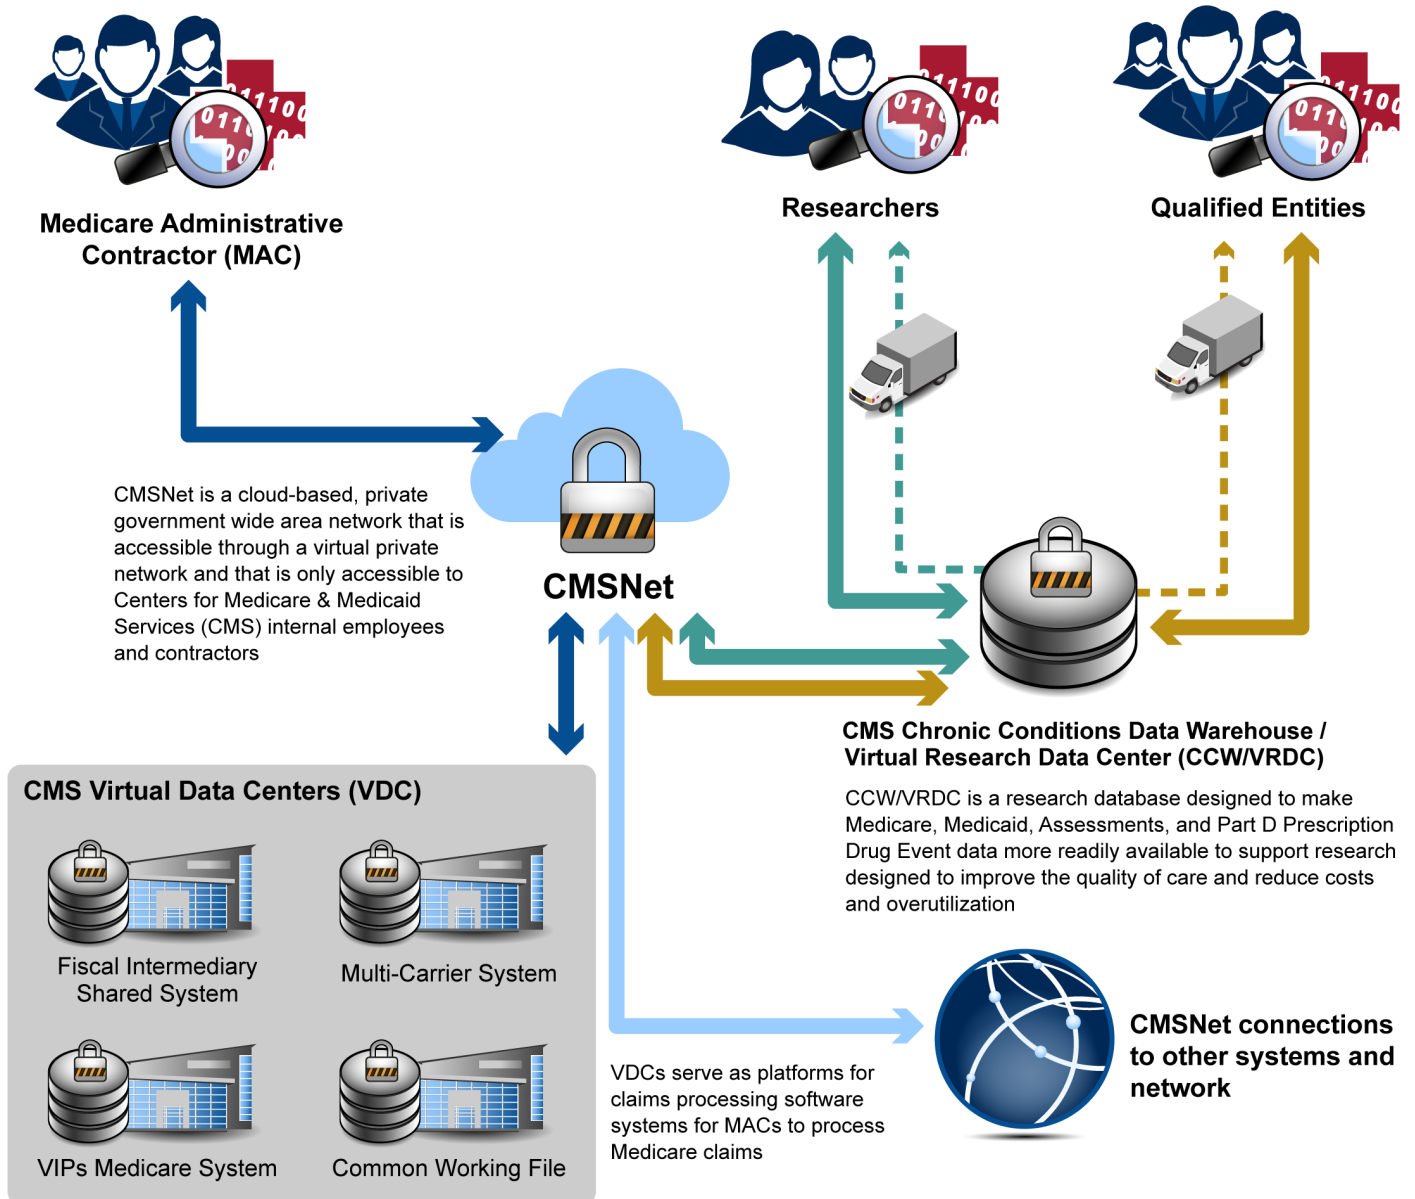 Medicare Administrative
Contractor (MAC)
Researchers
Qualified Entities
CMSNet is a cloud-based, private
government wide area network that is
accessible through a virtual private
network and that is only accessible to
Centers for Medicare & Medicaid
Services (CMS) internal employees
and contractors
CMSNet
CMS Chronic Conditions Data Warehouse /
Virtual Research Data Center (CCW/VRDC)
CCW/VRDC is a research database designed to make
Medicare, Medicaid, Assessments, and Part D Prescription
Drug Event data more readily available to support research
designed to improve the quality of care and reduce costs
and overutilization
CMS Virtual Data Centers (VDC)
Fiscal Intermediary
Shared System
Multi-Carrier System
VIPs Medicare System
Common Working File
VDCs serve as platforms for
claims processing software
systems for MACs to process
Medicare claims
CMSNet connections
to other systems and
network